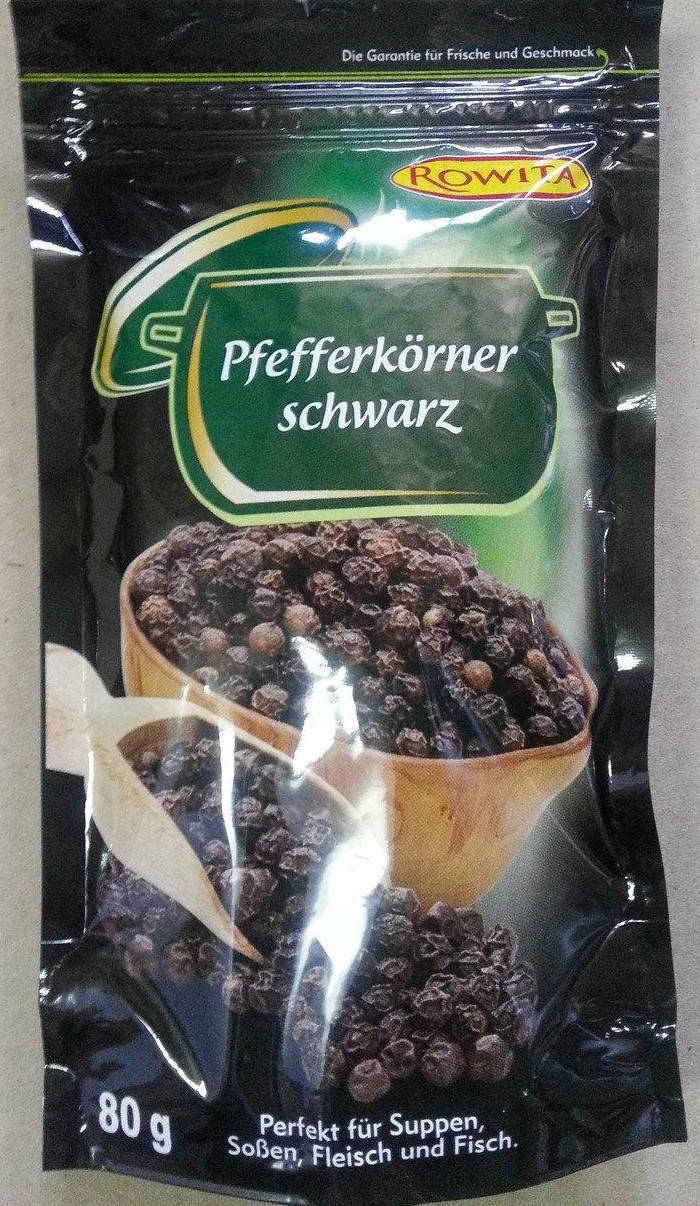 Die Garantie für Frische und Geschmack
ROWITA
Pfefferkörner
schwarz
80 g
Perfekt für Suppen,
Soßen, Fleisch und Fisch.